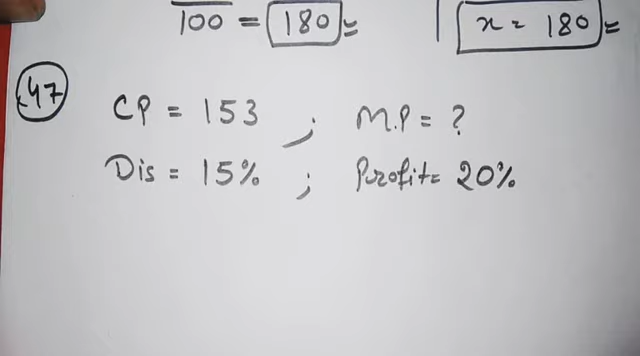 100 = 180
x = 180
47
CP = 153 ; M.P = ?
Dis = 15% ; Profit = 20%